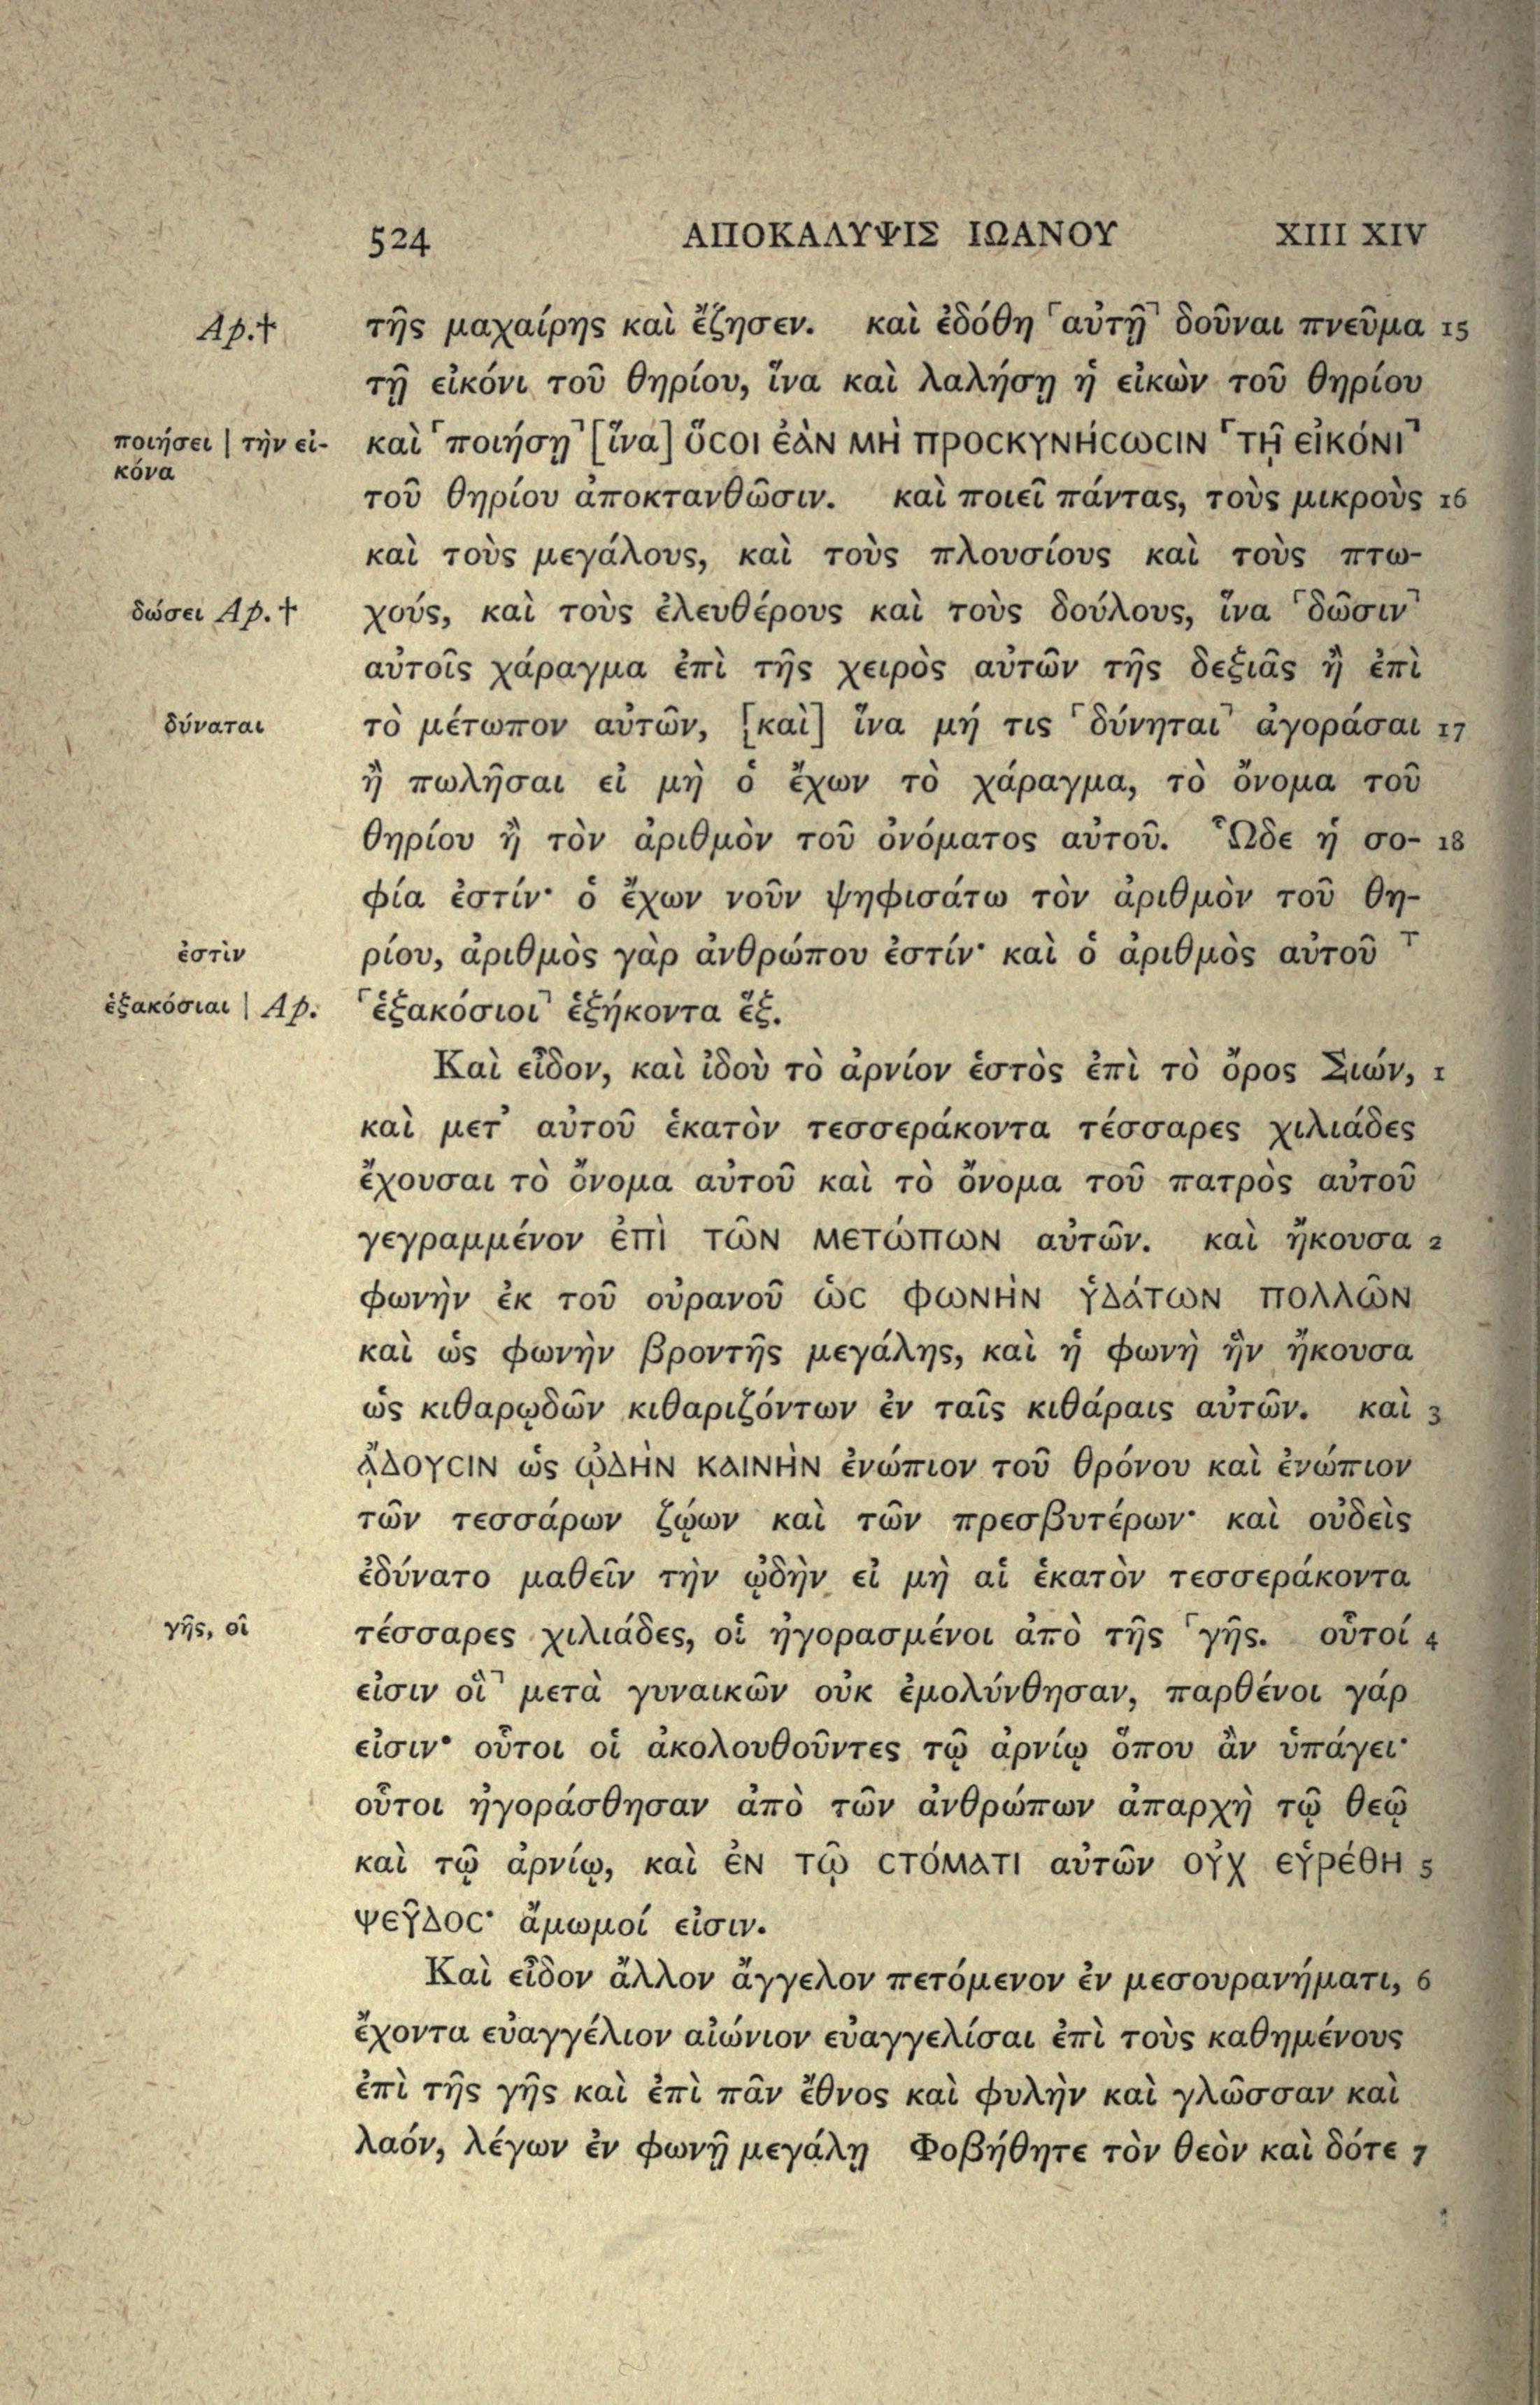 524 ΑΠΟΚΑΛΥΨΙΣ ΙΩΑΝΟΥ XIII XIV
Ap.† τῆς μαχαίρης καὶ ἔζησεν. καὶ ἐδόθη ⸀αὐτῇ⸃ δοῦναι πνεῦμα 15
τῇ εἰκόνι τοῦ θηρίου, ἵνα καὶ λαλήσῃ ἡ εἰκὼν τοῦ θηρίου
ποιήσει | τὴν εἰ- καὶ ⸂ποιήσῃ⸃ [ἵνα] ὅϲοι ἐὰν μὴ προϲκυνήϲωϲιν ⸂τῇ εἰκόνι⸃
κόνα
τοῦ θηρίου ἀποκτανθῶσιν. καὶ ποιεῖ πάντας, τοὺς μικροὺς 16
καὶ τοὺς μεγάλους, καὶ τοὺς πλουσίους καὶ τοὺς πτω-
δώσει Ap.† χούς, καὶ τοὺς ἐλευθέρους καὶ τοὺς δούλους, ἵνα ⸂δῶσιν⸃
αὐτοῖς χάραγμα ἐπὶ τῆς χειρὸς αὐτῶν τῆς δεξιᾶς ἢ ἐπὶ
δύναται τὸ μέτωπον αὐτῶν, [καὶ] ἵνα μή τις ⸂δύνηται⸃ ἀγοράσαι 17
ἢ πωλῆσαι εἰ μὴ ὁ ἔχων τὸ χάραγμα, τὸ ὄνομα τοῦ
θηρίου ἢ τὸν ἀριθμὸν τοῦ ὀνόματος αὐτοῦ. Ὧδε ἡ σο- 18
φία ἐστίν· ὁ ἔχων νοῦν ψηφισάτω τὸν ἀριθμὸν τοῦ θη-
ἐστὶν ρίου, ἀριθμὸς γὰρ ἀνθρώπου ἐστίν· καὶ ὁ ἀριθμὸς αὐτοῦ ⸆
ἑξακόσιαι | Ap. ⸂ἑξακόσιοι⸃ ἑξήκοντα ἕξ.
Καὶ εἶδον, καὶ ἰδοὺ τὸ ἀρνίον ἑστὸς ἐπὶ τὸ ὄρος Σιών, 1
καὶ μετ’ αὐτοῦ ἑκατὸν τεσσεράκοντα τέσσαρες χιλιάδες
ἔχουσαι τὸ ὄνομα αὐτοῦ καὶ τὸ ὄνομα τοῦ πατρὸς αὐτοῦ
γεγραμμένον ἐπὶ τῶν μετώπων αὐτῶν. καὶ ἤκουσα 2
φωνὴν ἐκ τοῦ οὐρανοῦ ὡϲ φωνὴν ὑδάτων πολλῶν
καὶ ὡς φωνὴν βροντῆς μεγάλης, καὶ ἡ φωνὴ ἣν ἤκουσα
ὡς κιθαρῳδῶν κιθαριζόντων ἐν ταῖς κιθάραις αὐτῶν. καὶ 3
ᾄδουϲιν ὡς ᾠδὴν καινὴν ἐνώπιον τοῦ θρόνου καὶ ἐνώπιον
τῶν τεσσάρων ζῴων καὶ τῶν πρεσβυτέρων· καὶ οὐδεὶς
ἐδύνατο μαθεῖν τὴν ᾠδὴν εἰ μὴ αἱ ἑκατὸν τεσσεράκοντα
γῆς, οἳ τέσσαρες χιλιάδες, οἱ ἠγορασμένοι ἀπὸ τῆς ⸂γῆς. οὗτοί 4
εἰσιν οἳ⸃ μετὰ γυναικῶν οὐκ ἐμολύνθησαν, παρθένοι γάρ
εἰσιν· οὗτοι οἱ ἀκολουθοῦντες τῷ ἀρνίῳ ὅπου ἂν ὑπάγει·
οὗτοι ἠγοράσθησαν ἀπὸ τῶν ἀνθρώπων ἀπαρχὴ τῷ θεῷ
καὶ τῷ ἀρνίῳ, καὶ ἐν τῷ ϲτόματι αὐτῶν οὐχ εὑρέθη 5
ψεῦδοϲ· ἄμωμοί εἰσιν.
Καὶ εἶδον ἄλλον ἄγγελον πετόμενον ἐν μεσουρανήματι, 6
ἔχοντα εὐαγγέλιον αἰώνιον εὐαγγελίσαι ἐπὶ τοὺς καθημένους
ἐπὶ τῆς γῆς καὶ ἐπὶ πᾶν ἔθνος καὶ φυλὴν καὶ γλῶσσαν καὶ
λαόν, λέγων ἐν φωνῇ μεγάλῃ Φοβήθητε τὸν θεὸν καὶ δότε 7